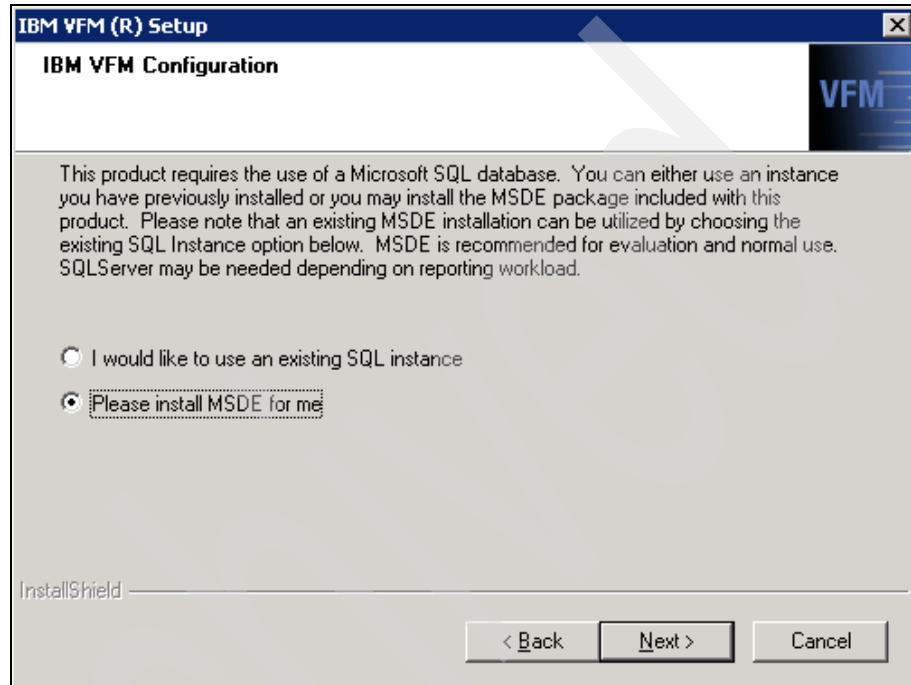 IBM VFM (R) Setup
IBM VFM Configuration
VFM
This product requires the use of a Microsoft SQL database. You can either use an instance
you have previously installed or you may install the MSDE package included with this
product. Please note that an existing MSDE installation can be utilized by choosing the
existing SQL Instance option below. MSDE is recommended for evaluation and normal use.
SQLServer may be needed depending on reporting workload.
I would like to use an existing SQL instance
Please install MSDE for me
InstallShield
< Back Next > Cancel